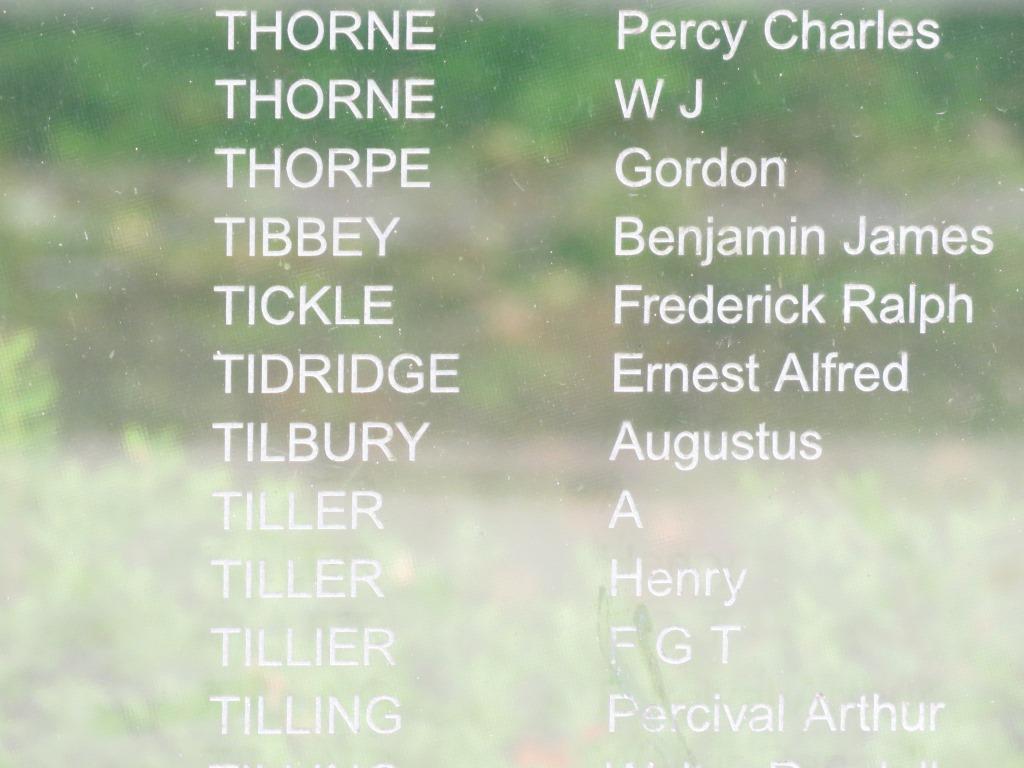 THORNE Percy Charles
THORNE W J
THORPE Gordon
TIBBEY Benjamin James
TICKLE Frederick Ralph
TIDRIDGE Ernest Alfred
TILBURY Augustus
TILLER A
TILLER Henry
TILLIER F G T
TILLING Percival Arthur